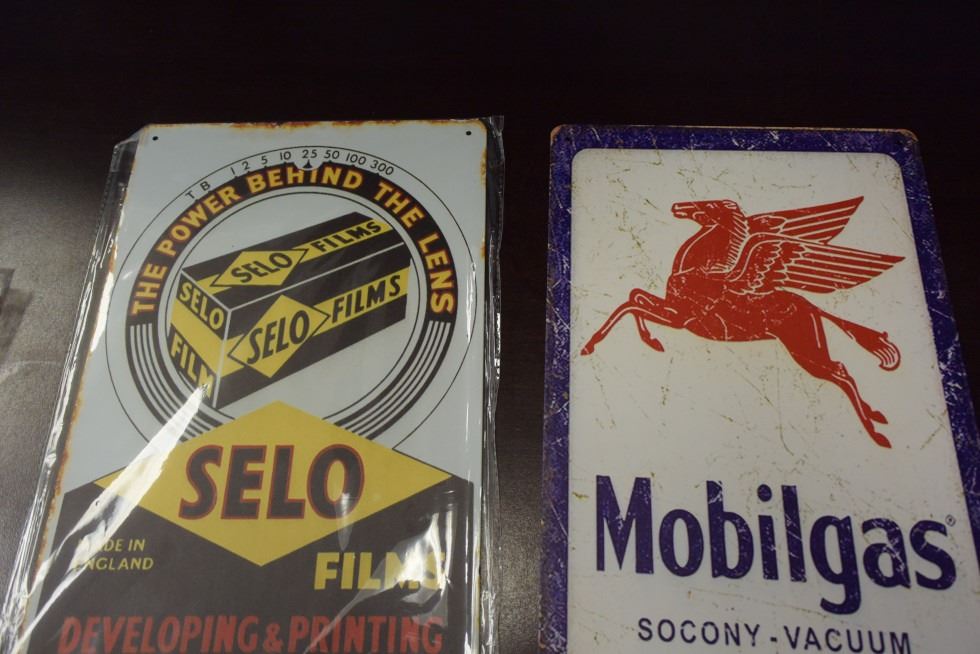 T B 1 2 5 10 25 50 100 300
THE POWER BEHIND THE LENS
SELO FILMS
SELO FILM
SELO FILMS
SELO
MADE IN
ENGLAND
FILMS
DEVELOPING & PRINTING
Mobilgas®
SOCONY-VACUUM